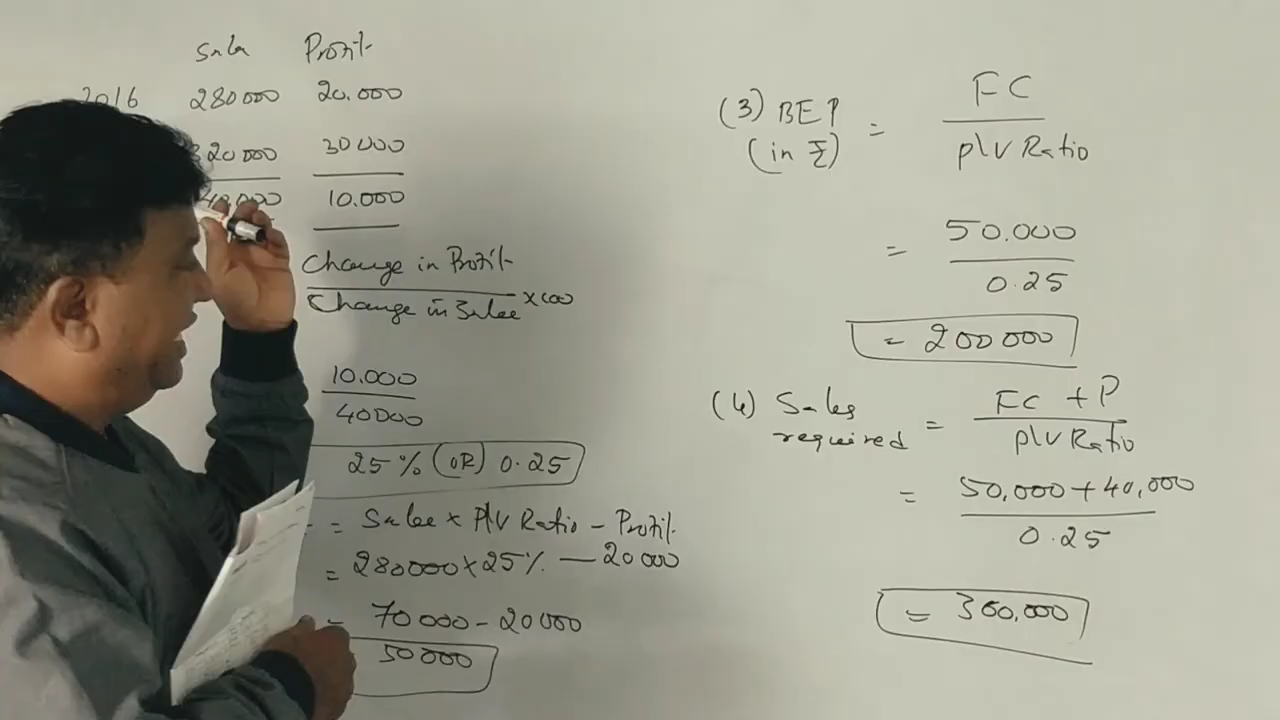 Sales Profit
2016 280000 20.000
320000 30000
40,000 10.000
Change in Profit
Change in Sales × 100
10.000
40000
25% (OR) 0.25
= Sales × P/V Ratio - Profit
= 280000 × 25% — 20000
= 70000 - 20000
50000
(3) BEP = FC
(in ₹) P/V Ratio
= 50.000
0.25
= 200000
(4) Sales = FC + P
required P/V Ratio
= 50,000 + 40,000
0.25
= 360,000